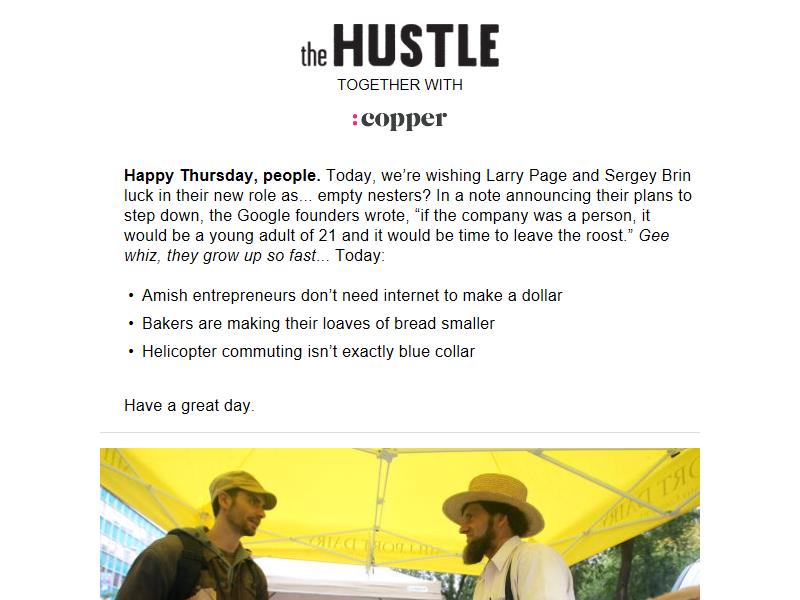 the HUSTLE
TOGETHER WITH
:copper
Happy Thursday, people. Today, we’re wishing Larry Page and Sergey Brin
luck in their new role as... empty nesters? In a note announcing their plans to
step down, the Google founders wrote, “if the company was a person, it
would be a young adult of 21 and it would be time to leave the roost.” Gee
whiz, they grow up so fast... Today:
• Amish entrepreneurs don’t need internet to make a dollar
• Bakers are making their loaves of bread smaller
• Helicopter commuting isn’t exactly blue collar
Have a great day.